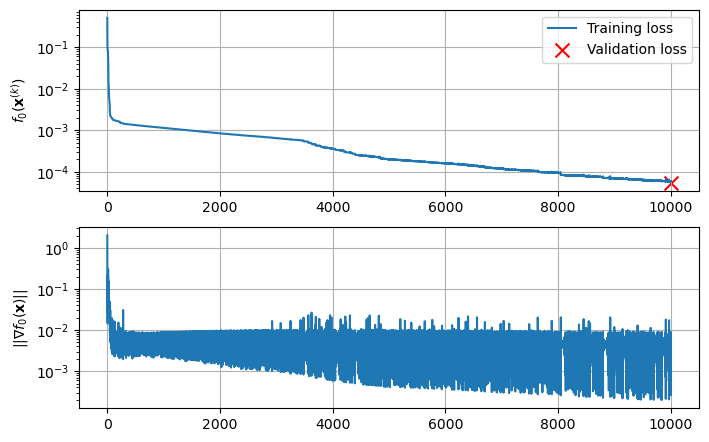 10⁻¹
10⁻²
10⁻³
10⁻⁴
f₀(𝐱⁽ᵏ⁾)
Training loss
Validation loss
0 2000 4000 6000 8000 10000
10⁰
10⁻¹
10⁻²
10⁻³
||∇f₀(𝐱)||
0 2000 4000 6000 8000 10000